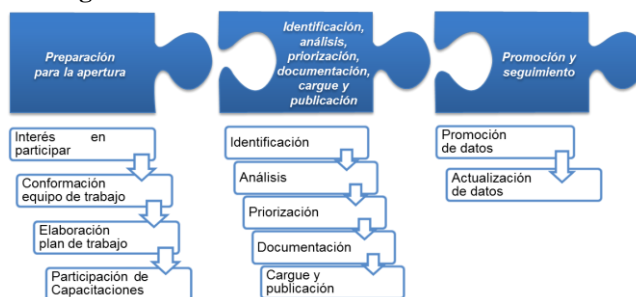 Preparación
para la apertura
Identificación,
análisis,
priorización,
documentación,
cargue y
publicación
Promoción y
seguimiento
Interés en
participar
Conformación
equipo de trabajo
Elaboración
plan de trabajo
Participación de
Capacitaciones
Identificación
Análisis
Priorización
Documentación
Cargue y
publicación
Promoción
de datos
Actualización
de datos